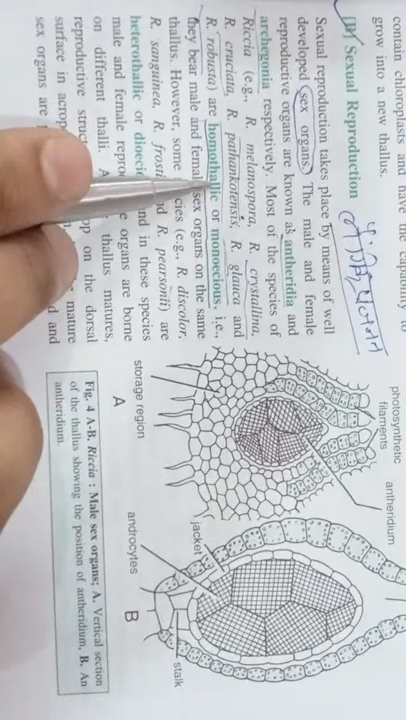 contain chloroplasts and have the capability to
grow into a new thallus.
(D) Sexual Reproduction
Sexual reproduction takes place by means of well
developed sex organs. The male and female
reproductive organs are known as antheridia and
archegonia respectively. Most of the species of
Riccia (e.g., R. melanospora, R. crystallina,
R. cruciata, R. pathankotensis, R. glauca and
R. robusta) are homothallic or monoecious, i.e.,
they bear male and female sex organs on the same
thallus. However, some cies (e.g., R. discolor,
R. sanguinea, R. frosti nd R. pearsonii) are
heterothallic or dioeci nd in these species
male and female repro e organs are borne
on different thalli. A thallus matures,
reproductive struct op on the dorsal
surface in acrop mature
sex organs are d and
photosynthetic
filaments
antheridium
storage region
A
jacket
androcytes
B
stalk
Fig. 4 A-B. Riccia : Male sex organs; A. Vertical section
of the thallus showing the position of antheridium, B. An
antheridium.